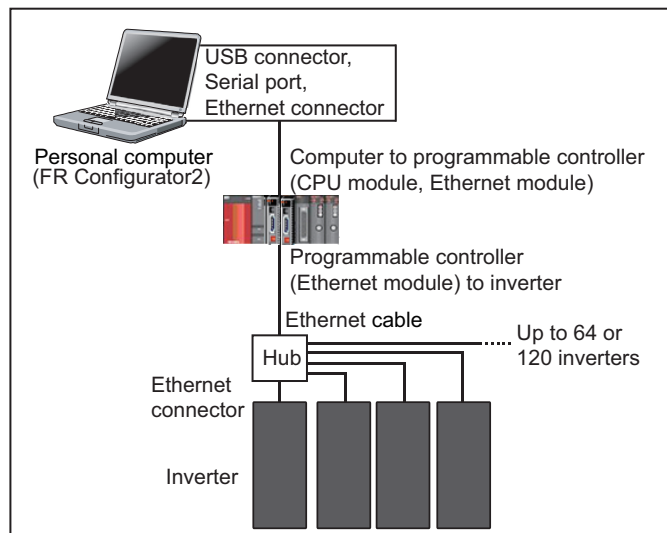 USB connector,
Serial port,
Ethernet connector
Personal computer
(FR Configurator2)
Computer to programmable controller
(CPU module, Ethernet module)
Programmable controller
(Ethernet module) to inverter
Ethernet cable
Up to 64 or
120 inverters
Hub
Ethernet
connector
Inverter